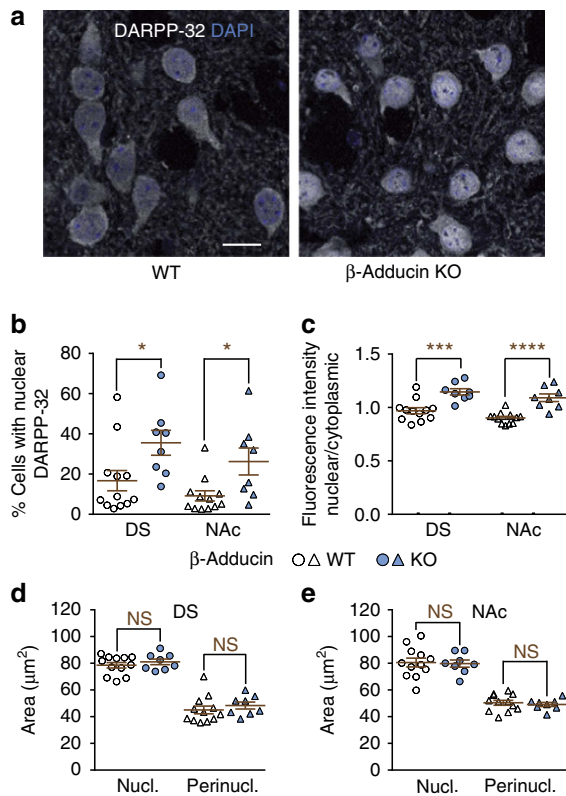 a
DARPP-32 DAPI
WT
β-Adducin KO
b
% Cells with nuclear
DARPP-32
80
60
40
20
0
*
*
DS
NAc
c
Fluorescence intensity
nuclear/cytoplasmic
1.5
1.0
0.5
0.0
***
****
DS
NAc
β-Adducin WT KO
d
DS
Area (μm²)
120
100
80
60
40
20
0
NS
NS
Nucl.
Perinucl.
e
NAc
Area (μm²)
120
100
80
60
40
20
0
NS
NS
Nucl.
Perinucl.